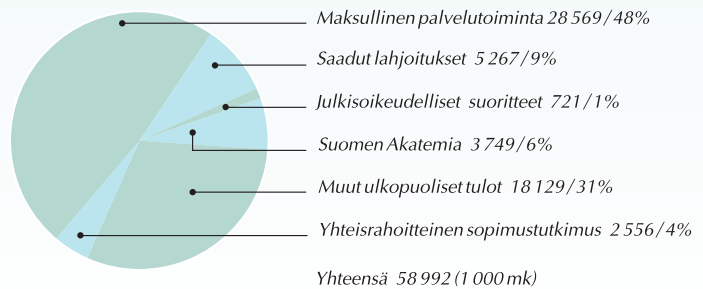 Maksullinen palvelutoiminta 28 569/48%
Saadut lahjoitukset 5 267/9%
Julkisoikeudelliset suoritteet 721/1%
Suomen Akatemia 3 749/6%
Muut ulkopuoliset tulot 18 129/31%
Yhteisrahoitteinen sopimustutkimus 2 556/4%
Yhteensä 58 992 (1 000 mk)